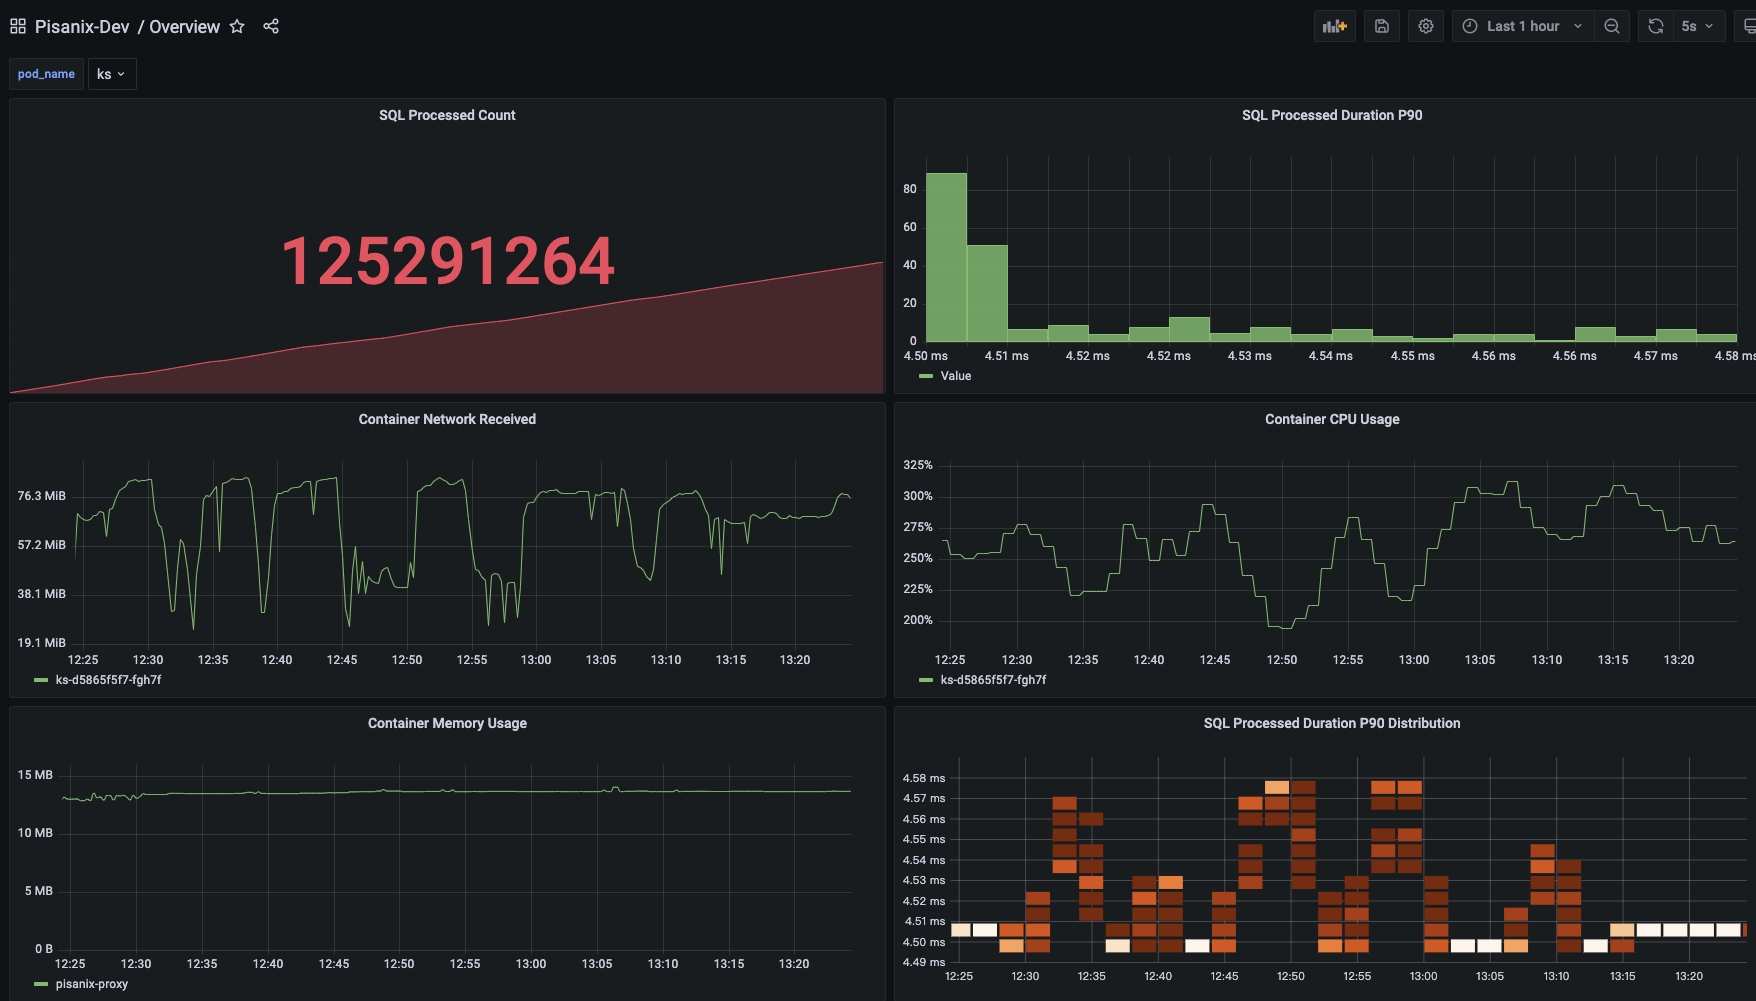 Pisanix-Dev / Overview
Last 1 hour
5s
pod_name
ks
SQL Processed Count
125291264
SQL Processed Duration P90
80
60
40
20
0
4.50 ms 4.51 ms 4.52 ms 4.52 ms 4.53 ms 4.54 ms 4.55 ms 4.56 ms 4.56 ms 4.57 ms 4.58 ms
Value
Container Network Received
76.3 MiB
57.2 MiB
38.1 MiB
19.1 MiB
12:25 12:30 12:35 12:40 12:45 12:50 12:55 13:00 13:05 13:10 13:15 13:20
ks-d5865f5f7-fgh7f
Container CPU Usage
325%
300%
275%
250%
225%
200%
12:25 12:30 12:35 12:40 12:45 12:50 12:55 13:00 13:05 13:10 13:15 13:20
ks-d5865f5f7-fgh7f
Container Memory Usage
15 MB
10 MB
5 MB
0 B
12:25 12:30 12:35 12:40 12:45 12:50 12:55 13:00 13:05 13:10 13:15 13:20
pisanix-proxy
SQL Processed Duration P90 Distribution
4.58 ms
4.57 ms
4.56 ms
4.55 ms
4.54 ms
4.53 ms
4.52 ms
4.51 ms
4.50 ms
4.49 ms
12:25 12:30 12:35 12:40 12:45 12:50 12:55 13:00 13:05 13:10 13:15 13:20